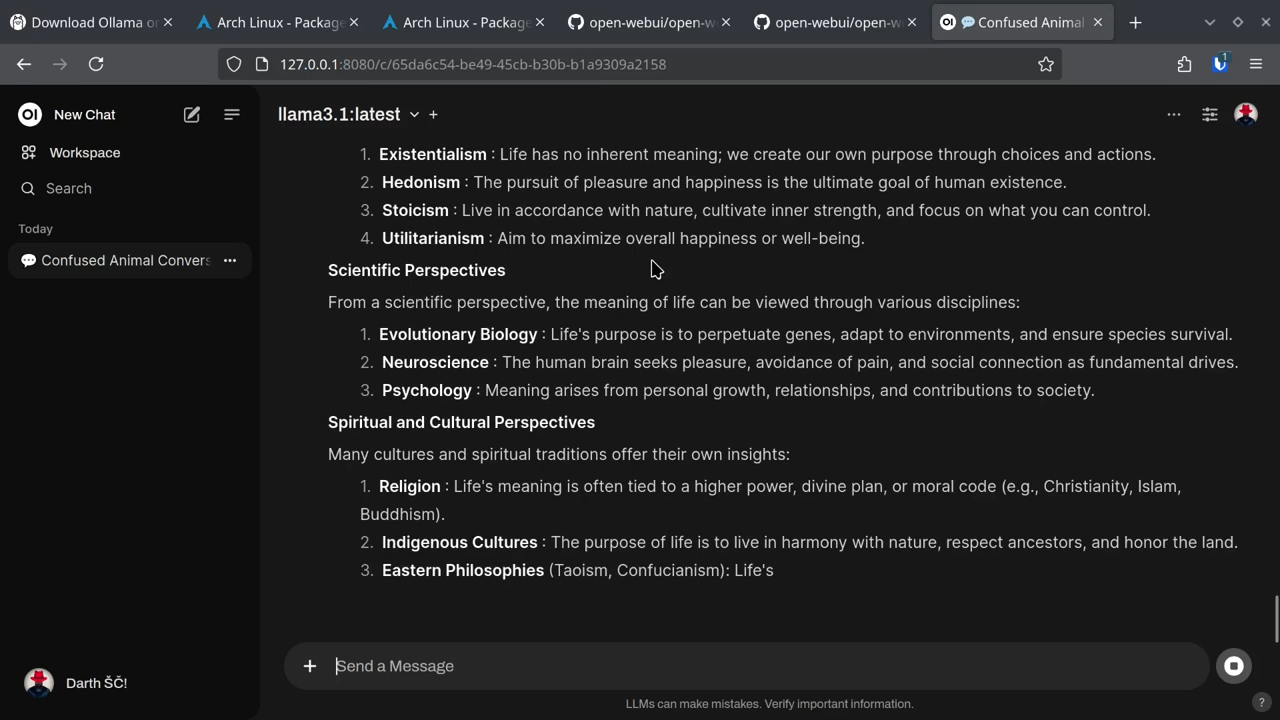 Download Ollama or
Arch Linux - Package
Arch Linux - Package
open-webui/open-w
open-webui/open-w
OI 💬 Confused Animal
127.0.0.1:8080/c/65da6c54-be49-45cb-b30b-b1a9309a2158
1
OI New Chat
llama3.1:latest
Workspace
Search
Today
💬 Confused Animal Convers
1. Existentialism : Life has no inherent meaning; we create our own purpose through choices and actions.
2. Hedonism : The pursuit of pleasure and happiness is the ultimate goal of human existence.
3. Stoicism : Live in accordance with nature, cultivate inner strength, and focus on what you can control.
4. Utilitarianism : Aim to maximize overall happiness or well-being.
Scientific Perspectives
From a scientific perspective, the meaning of life can be viewed through various disciplines:
1. Evolutionary Biology : Life's purpose is to perpetuate genes, adapt to environments, and ensure species survival.
2. Neuroscience : The human brain seeks pleasure, avoidance of pain, and social connection as fundamental drives.
3. Psychology : Meaning arises from personal growth, relationships, and contributions to society.
Spiritual and Cultural Perspectives
Many cultures and spiritual traditions offer their own insights:
1. Religion : Life's meaning is often tied to a higher power, divine plan, or moral code (e.g., Christianity, Islam,
Buddhism).
2. Indigenous Cultures : The purpose of life is to live in harmony with nature, respect ancestors, and honor the land.
3. Eastern Philosophies (Taoism, Confucianism): Life's
Send a Message
Darth ŠČ!
LLMs can make mistakes. Verify important information.
?